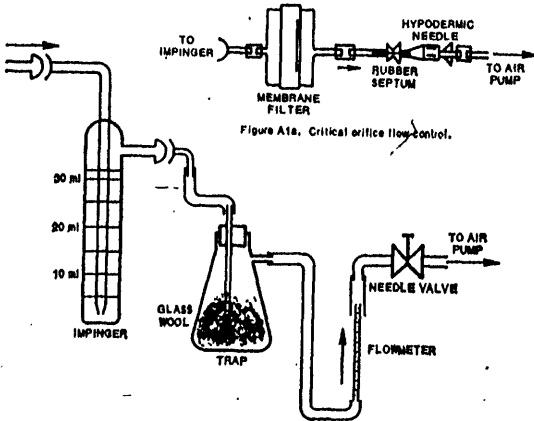 TO
IMPINGER
HYPODERMIC
NEEDLE
RUBBER
SEPTUM
TO AIR
PUMP
MEMBRANE
FILTER
Figure A1a. Critical orifice flow control.
30 ml
20 ml
10 ml
IMPINGER
GLASS
WOOL
TRAP
TO AIR
PUMP
NEEDLE VALVE
FLOWMETER